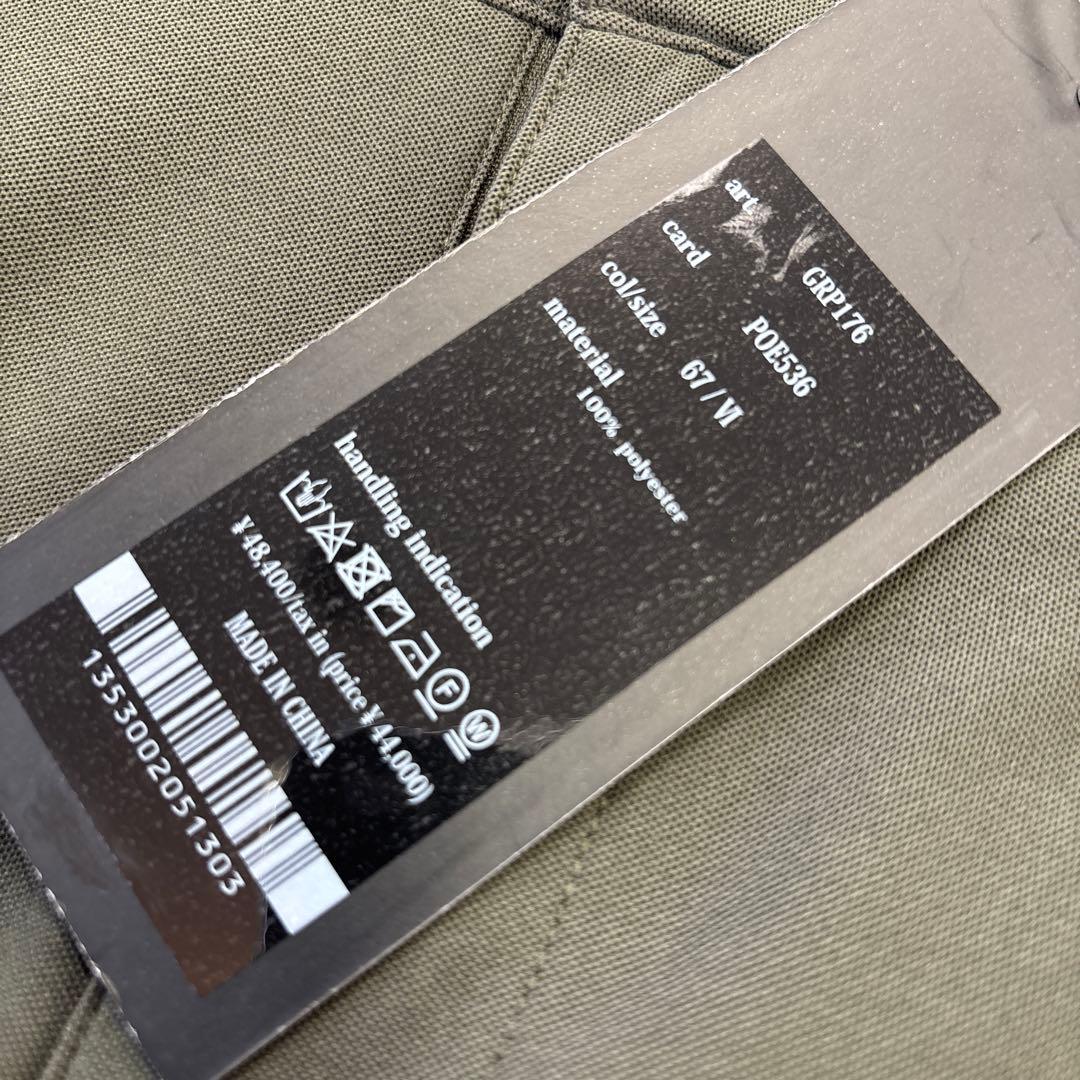 art GRP176
card POE536
col/size 67 / VI
material
100% polyester
handling indication
F W
¥48,400/tax in (price ¥44,000)
MADE IN CHINA
1353002051303